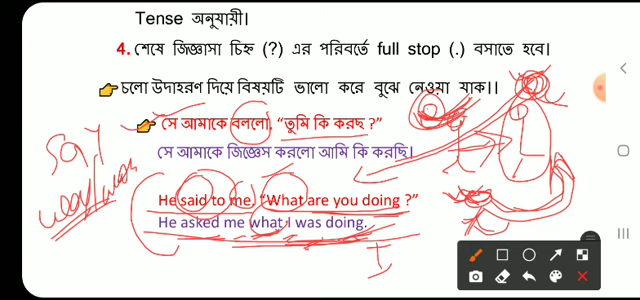 Tense অনুযায়ী।
4. শেষে জিজ্ঞাসা চিহ্ন (?) এর পরিবর্তে full stop (.) বসাতে হবে।
চলো উদাহরণ দিয়ে বিষয়টি ভালো করে বুঝে নেওয়া যাক।।
সে আমাকে বললো, “তুমি কি করছ ?”
সে আমাকে জিজ্ঞেস করলো আমি কি করছি।
He said to me, “What are you doing ?”
He asked me what I was doing.
say
I